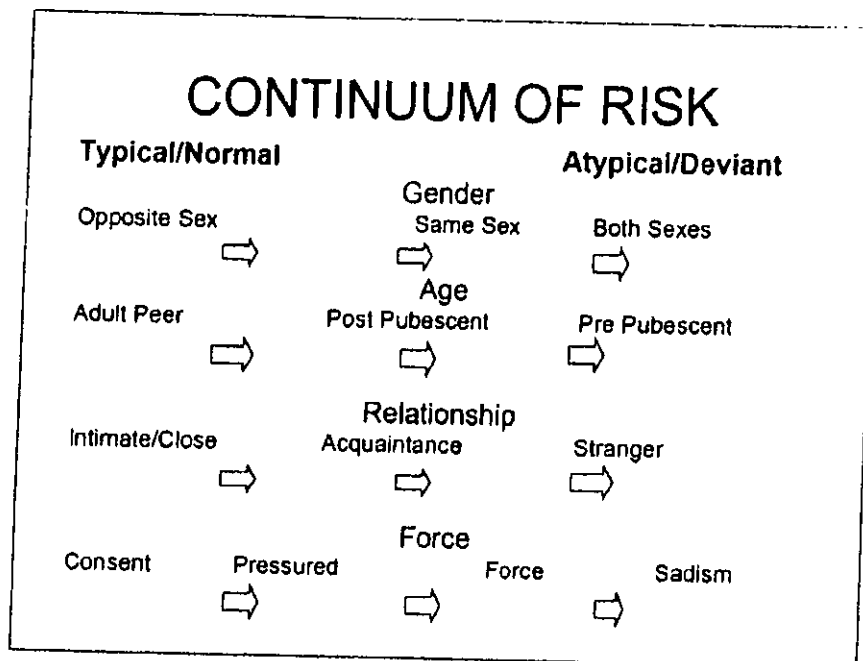 CONTINUUM OF RISK
Typical/Normal Atypical/Deviant
Gender
Opposite Sex Same Sex Both Sexes
Age
Adult Peer Post Pubescent Pre Pubescent
Relationship
Intimate/Close Acquaintance Stranger
Force
Consent Pressured Force Sadism